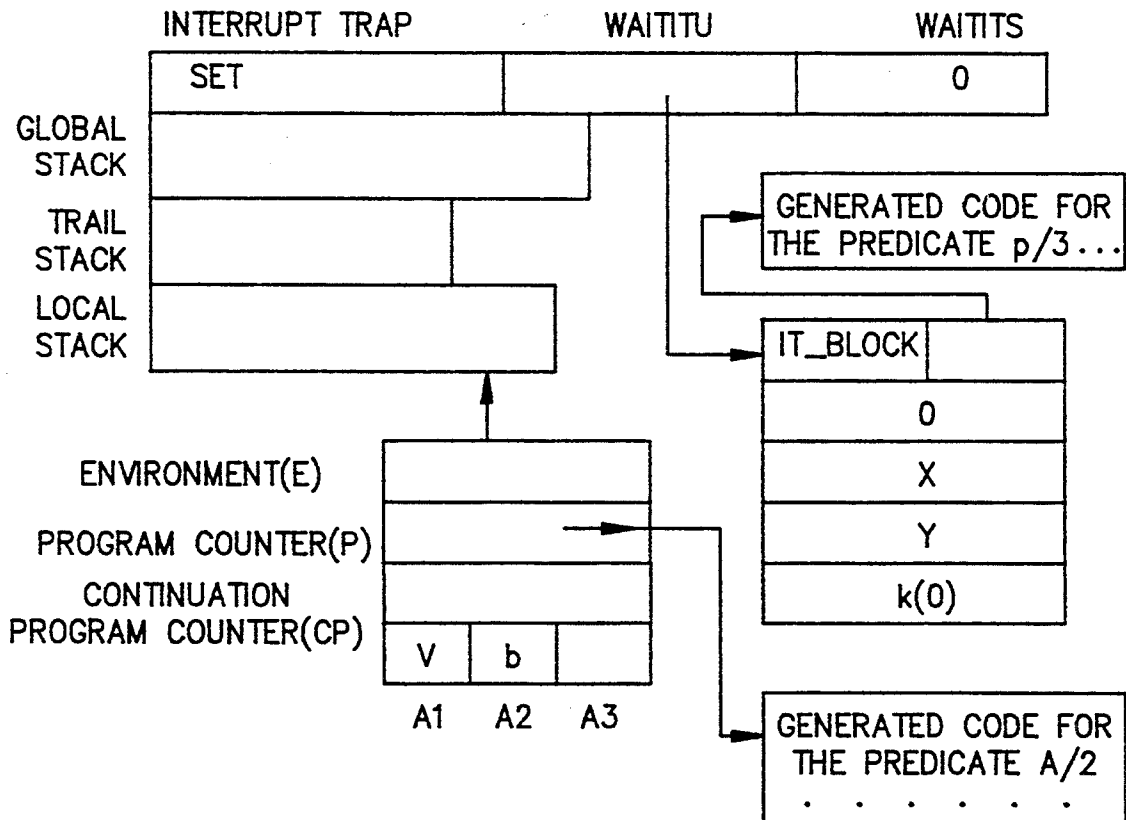 INTERRUPT TRAP WAITITU WAITITS
SET 0
GLOBAL
STACK
TRAIL
STACK
LOCAL
STACK
GENERATED CODE FOR
THE PREDICATE p/3...
IT_BLOCK
0
X
Y
k(0)
ENVIRONMENT(E)
PROGRAM COUNTER(P)
CONTINUATION
PROGRAM COUNTER(CP)
V b
A1 A2 A3
GENERATED CODE FOR
THE PREDICATE A/2
. . . . . .